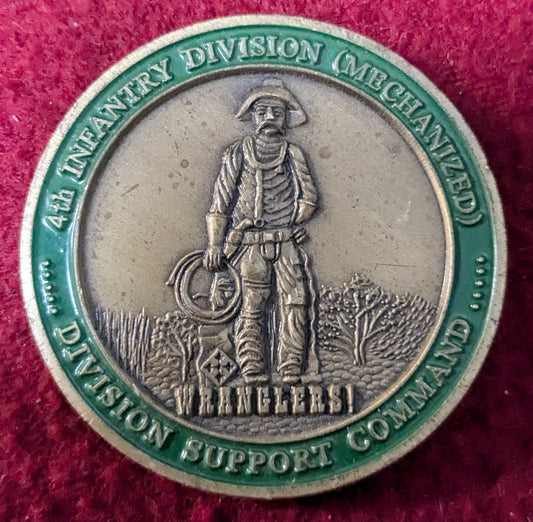 4th INFANTRY DIVISION (MECHANIZED)
WRANGLERS!
..... DIVISION SUPPORT COMMAND .....